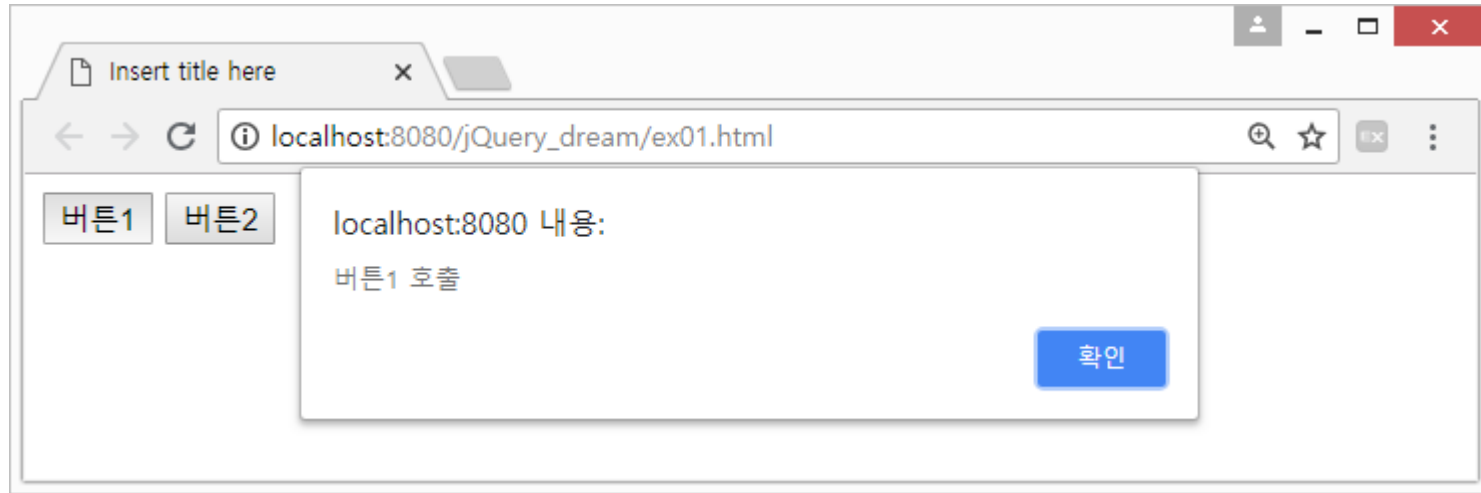 Insert title here
localhost:8080/jQuery_dream/ex01.html
버튼1 버튼2
localhost:8080 내용:
버튼1 호출
확인